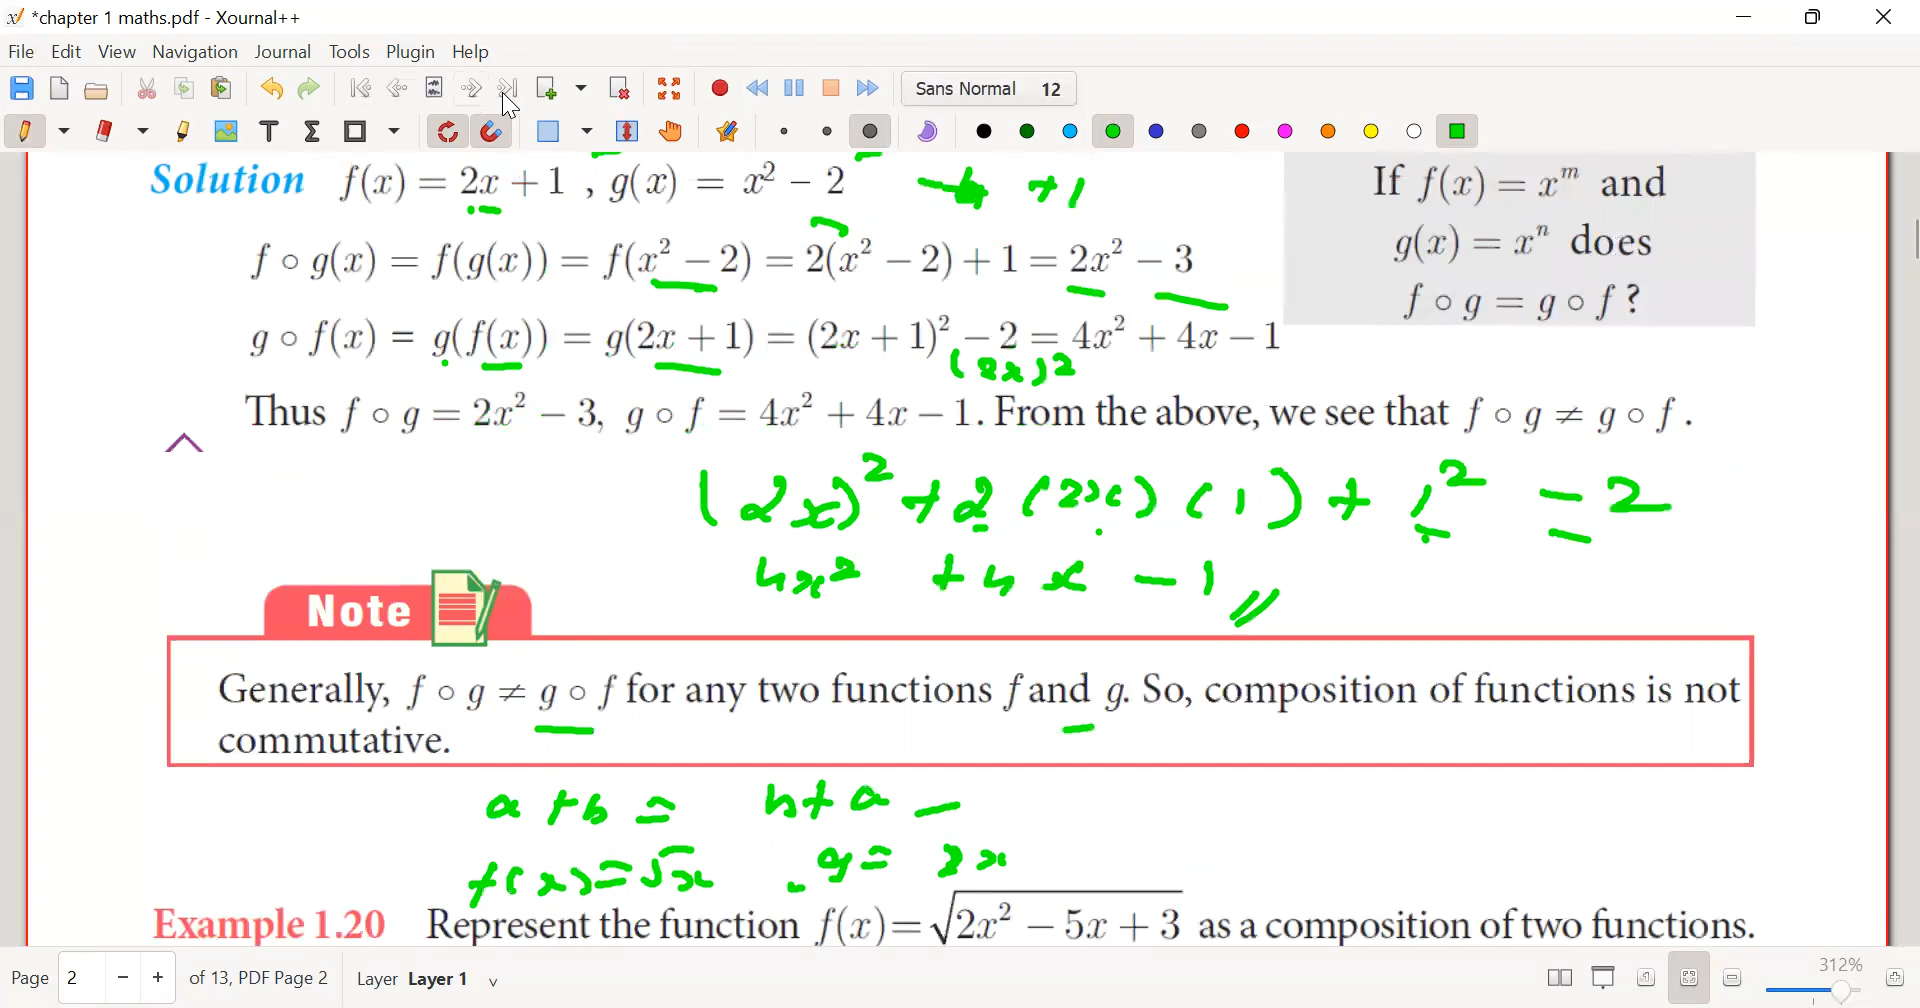 *chapter 1 maths.pdf - Xournal++
File Edit View Navigation Journal Tools Plugin Help
Sans Normal 12
Solution f(x) = 2x + 1 , g(x) = x² − 2
+1
f ∘ g(x) = f(g(x)) = f(x² − 2) = 2(x² − 2) + 1 = 2x² − 3
g ∘ f(x) = g(f(x)) = g(2x + 1) = (2x + 1)² − 2 = 4x² + 4x − 1
(2x)2
Thus f ∘ g = 2x² − 3, g ∘ f = 4x² + 4x − 1. From the above, we see that f ∘ g ≠ g ∘ f .
If f(x) = xᵐ and
g(x) = xⁿ does
f ∘ g = g ∘ f ?
(2x)² + 2 (2x) (1) + 1² = 2
4x² + 4x − 1 //
Note
Generally, f ∘ g ≠ g ∘ f for any two functions f and g. So, composition of functions is not
commutative.
a + b = b + a −
f(x) = √x , g = 2x
Example 1.20 Represent the function f(x) = √2x² − 5x + 3 as a composition of two functions.
Page 2 − + of 13, PDF Page 2 Layer Layer 1 312%